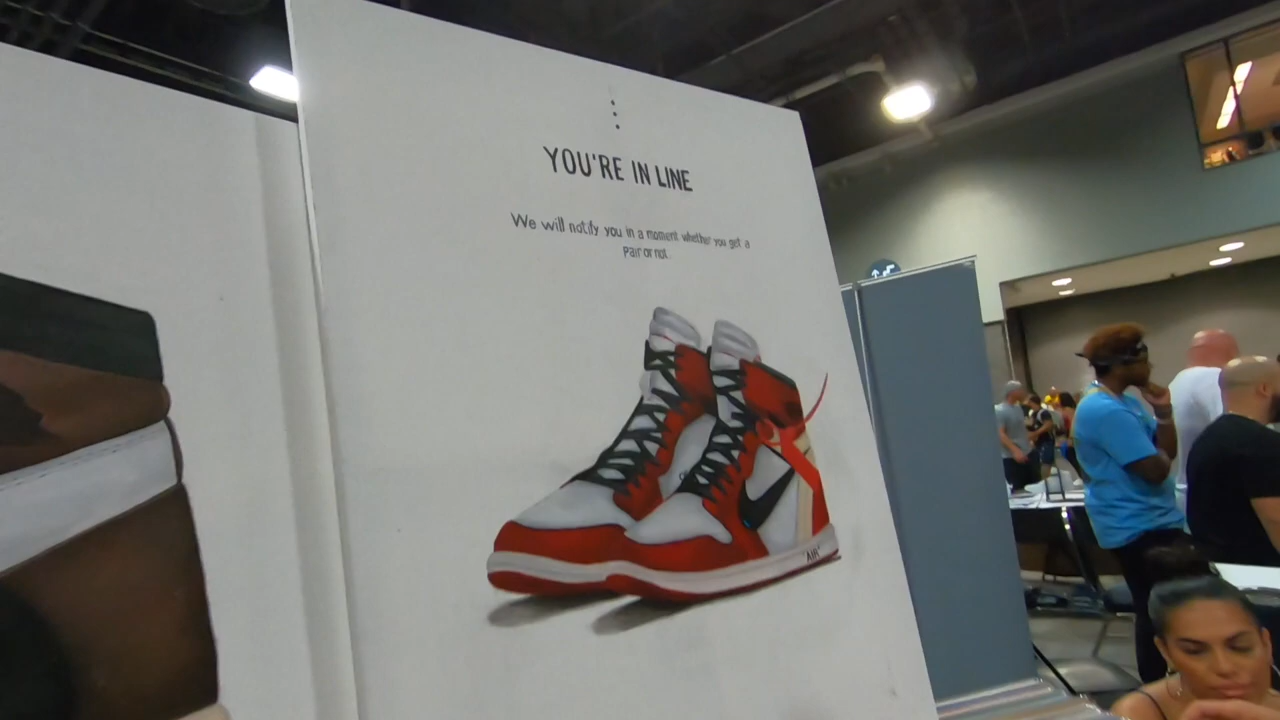 YOU'RE IN LINE
We will notify you in a moment whether you get a
Pair or not
AIR